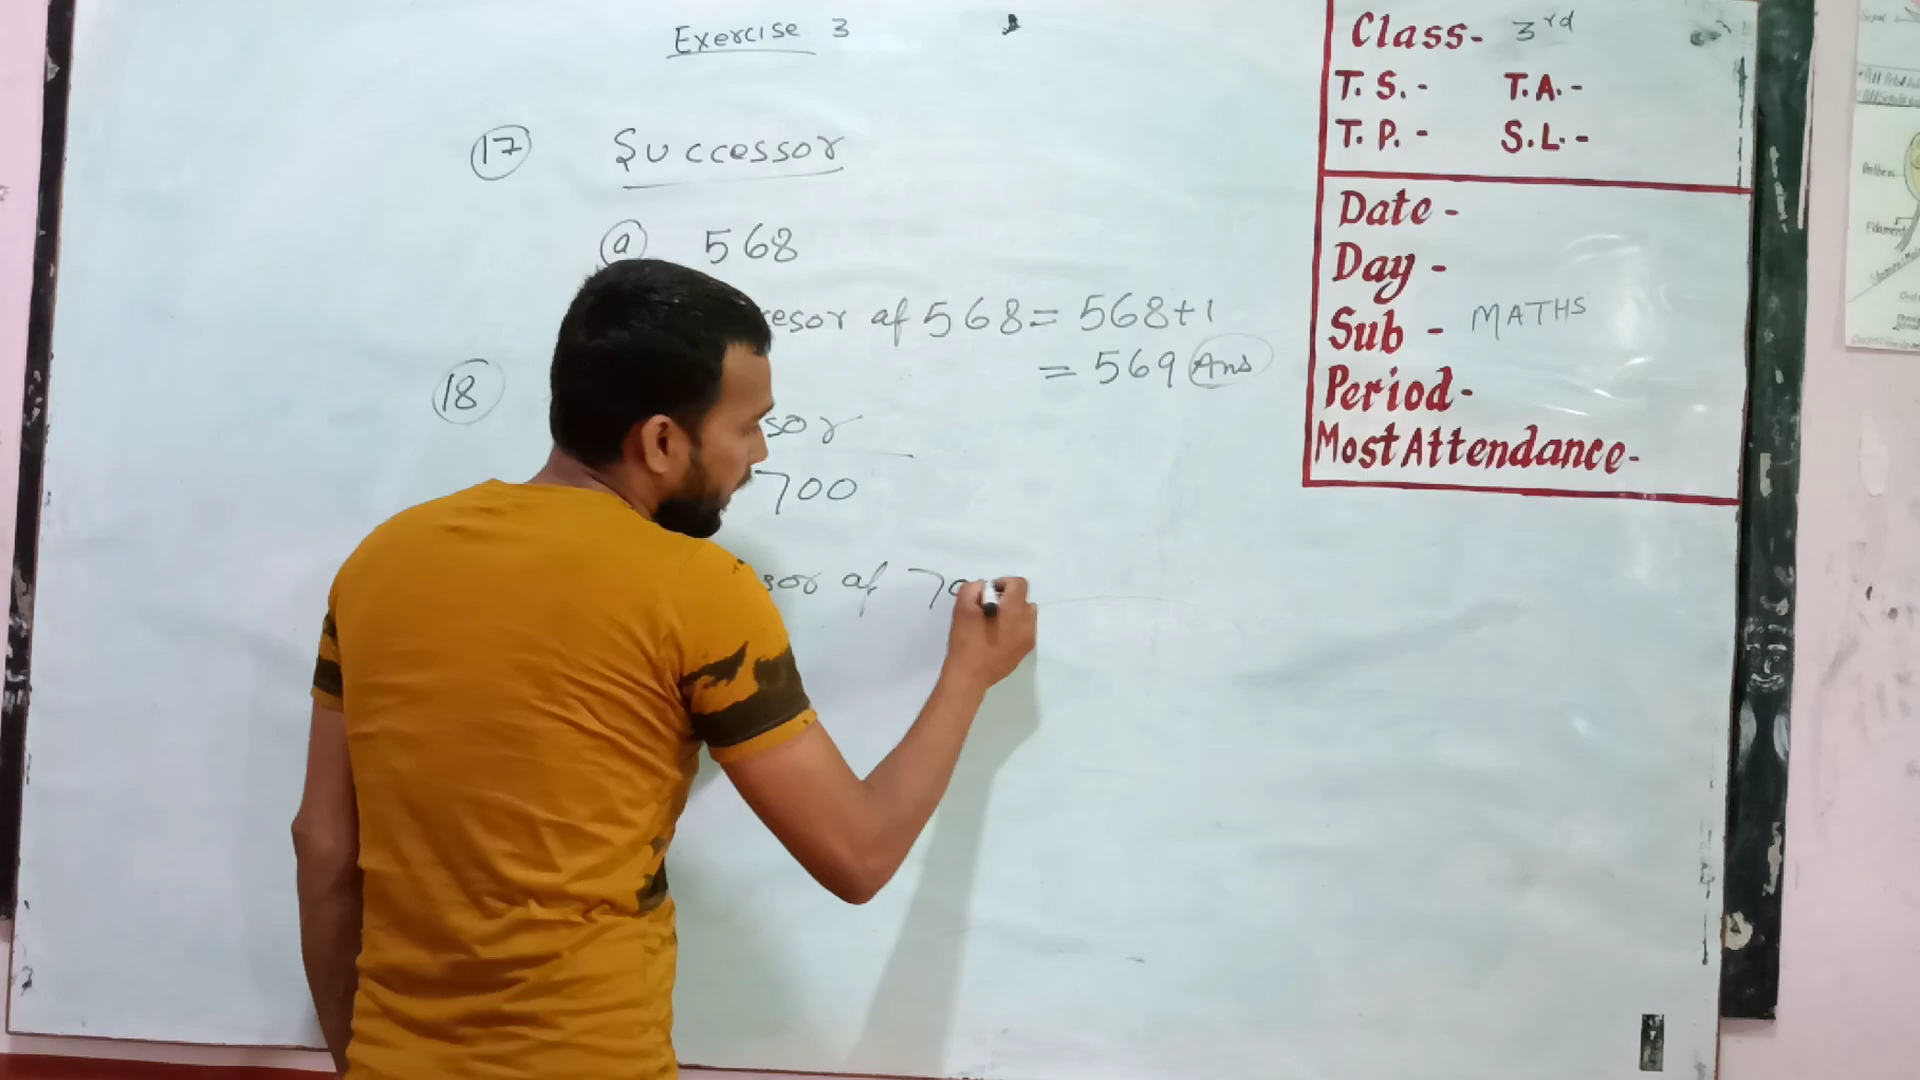 Exercise 3
17 Successor
a 568
resor of 568 = 568+1
= 569 Ans
18
sor
700
sor of 70
Class- 3rd
T. S. - T.A. -
T. P. - S.L. -
Date -
Day -
Sub - MATHS
Period -
Most Attendance -